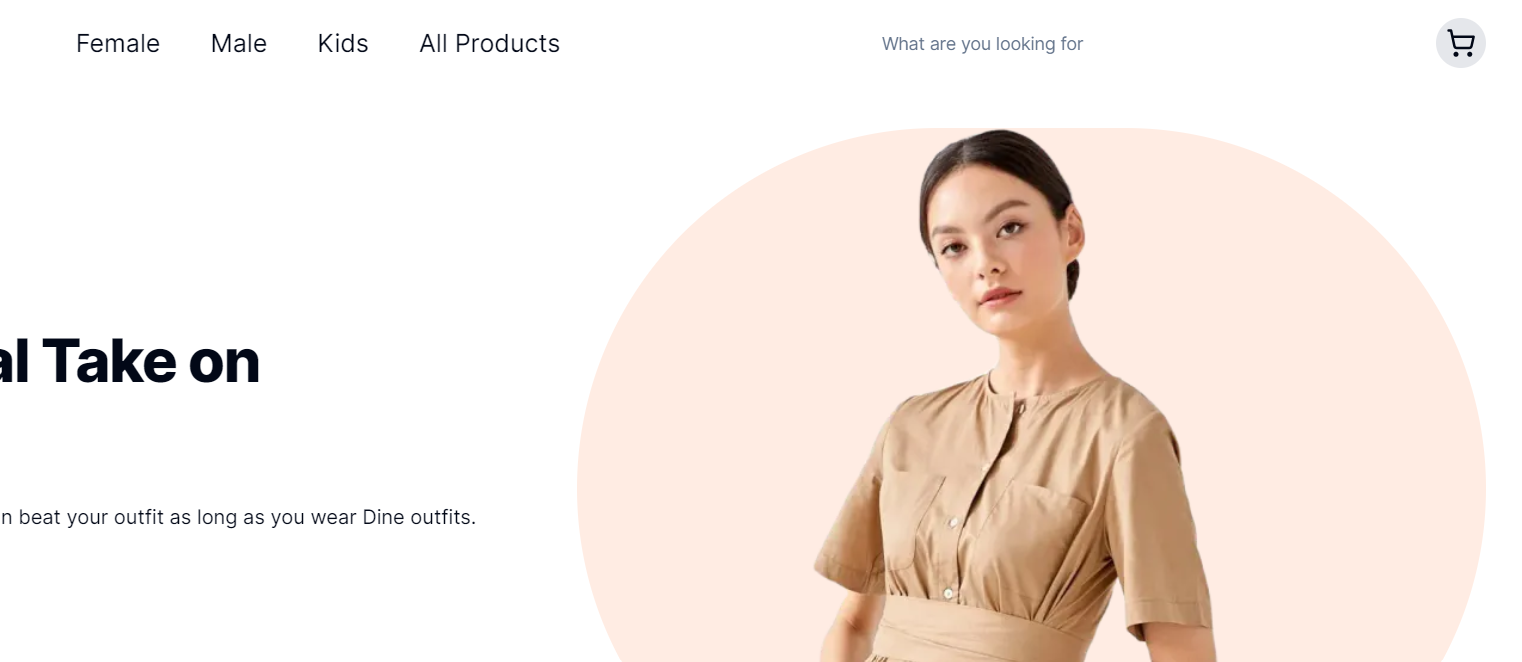 Female Male Kids All Products What are you looking for
Take on
beat your outfit as long as you wear Dine outfits.